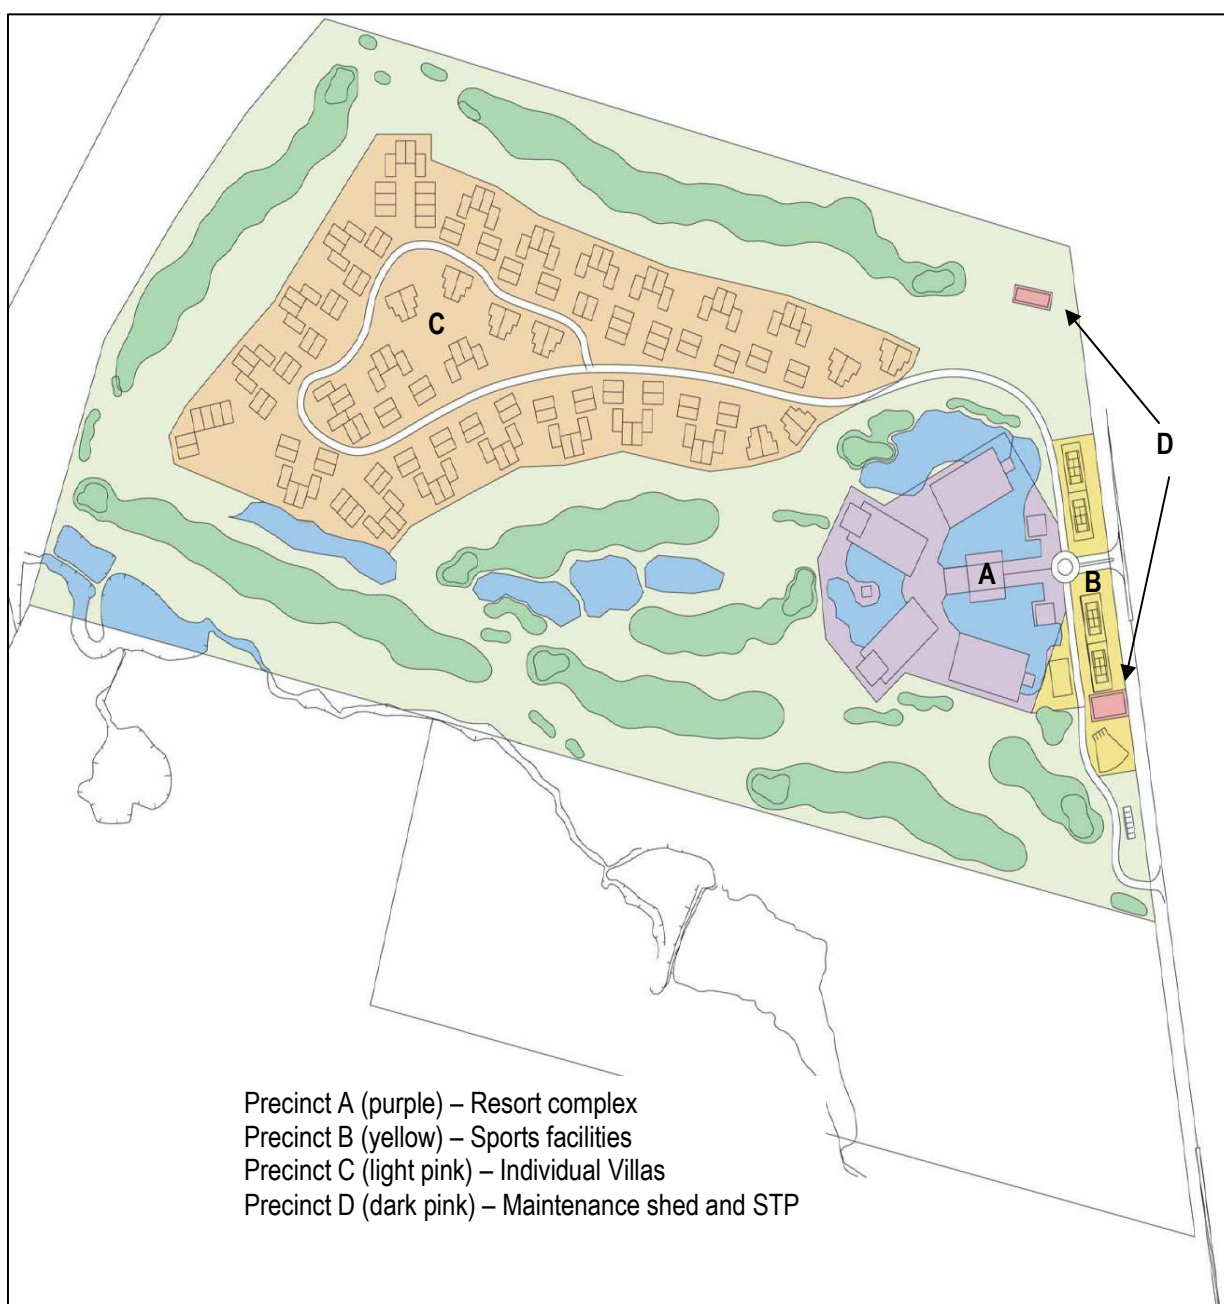 C
D
A
B
Precinct A (purple) – Resort complex
Precinct B (yellow) – Sports facilities
Precinct C (light pink) – Individual Villas
Precinct D (dark pink) – Maintenance shed and STP